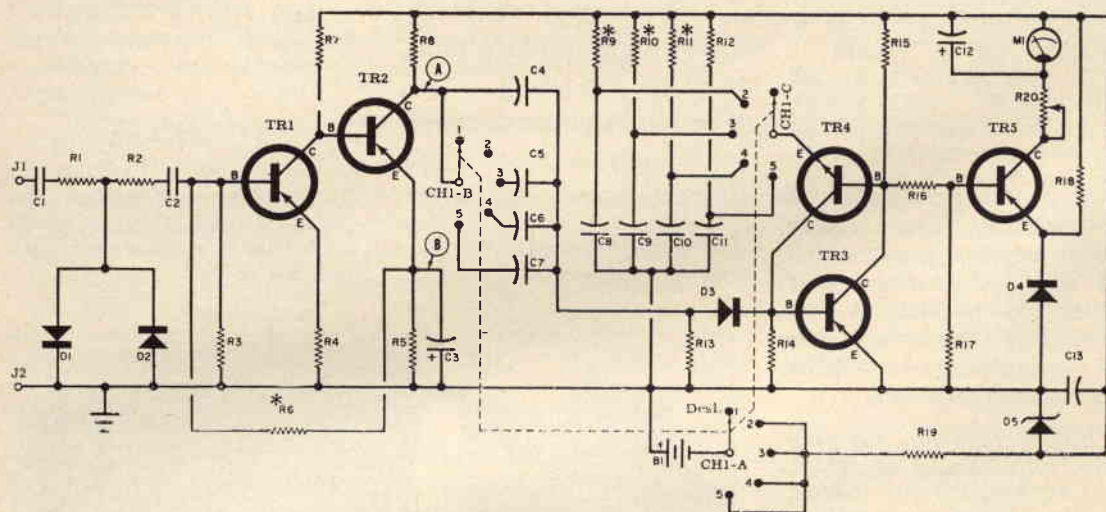 R7
R8
A
TR2
C
B
E
TR1
C
B
E
J1
C1
R1
R2
C2
D1
D2
R3
R4
R5
B
C3
J2
*R6
C4
1
2
3
C5
CH1-B
4
C6
5
C7
*R9
*R10
*R11
R12
2
3
4
5
CH1-C
C8
C9
C10
C11
R15
C12
M1
R20
TR4
E
B
C
R16
TR5
C
B
E
R18
TR3
C
B
E
D3
D4
R13
R14
R17
C13
D5
R19
Desl.
1
2
3
4
5
B1
CH1-A
+
+
+